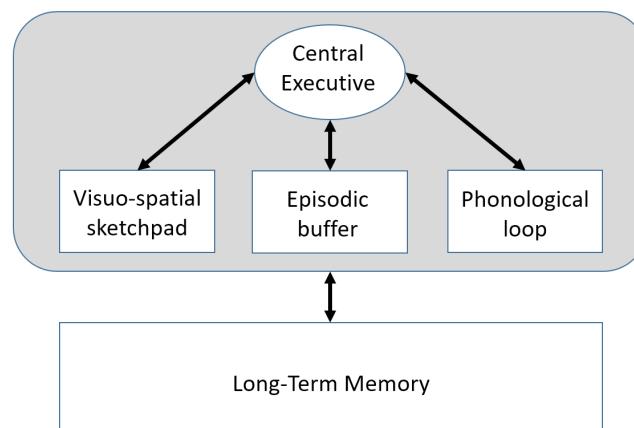 Central
Executive
Visuo-spatial
sketchpad
Episodic
buffer
Phonological
loop
Long-Term Memory